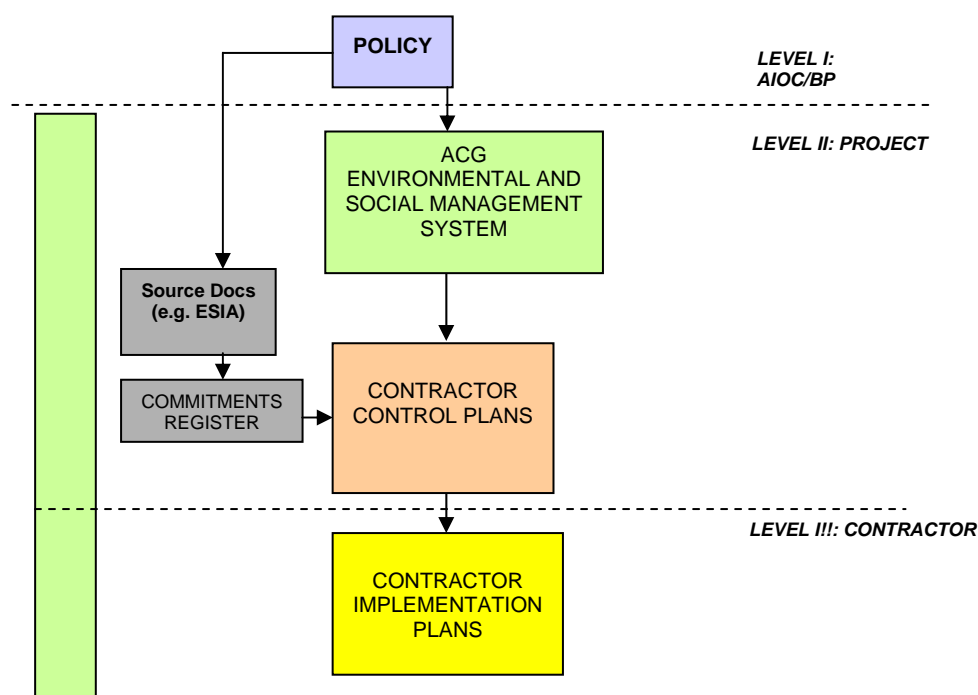 POLICY
LEVEL I:
AIOC/BP
LEVEL II: PROJECT
ACG
ENVIRONMENTAL AND
SOCIAL MANAGEMENT
SYSTEM
Source Docs
(e.g. ESIA)
COMMITMENTS
REGISTER
CONTRACTOR
CONTROL PLANS
LEVEL I!!: CONTRACTOR
CONTRACTOR
IMPLEMENTATION
PLANS